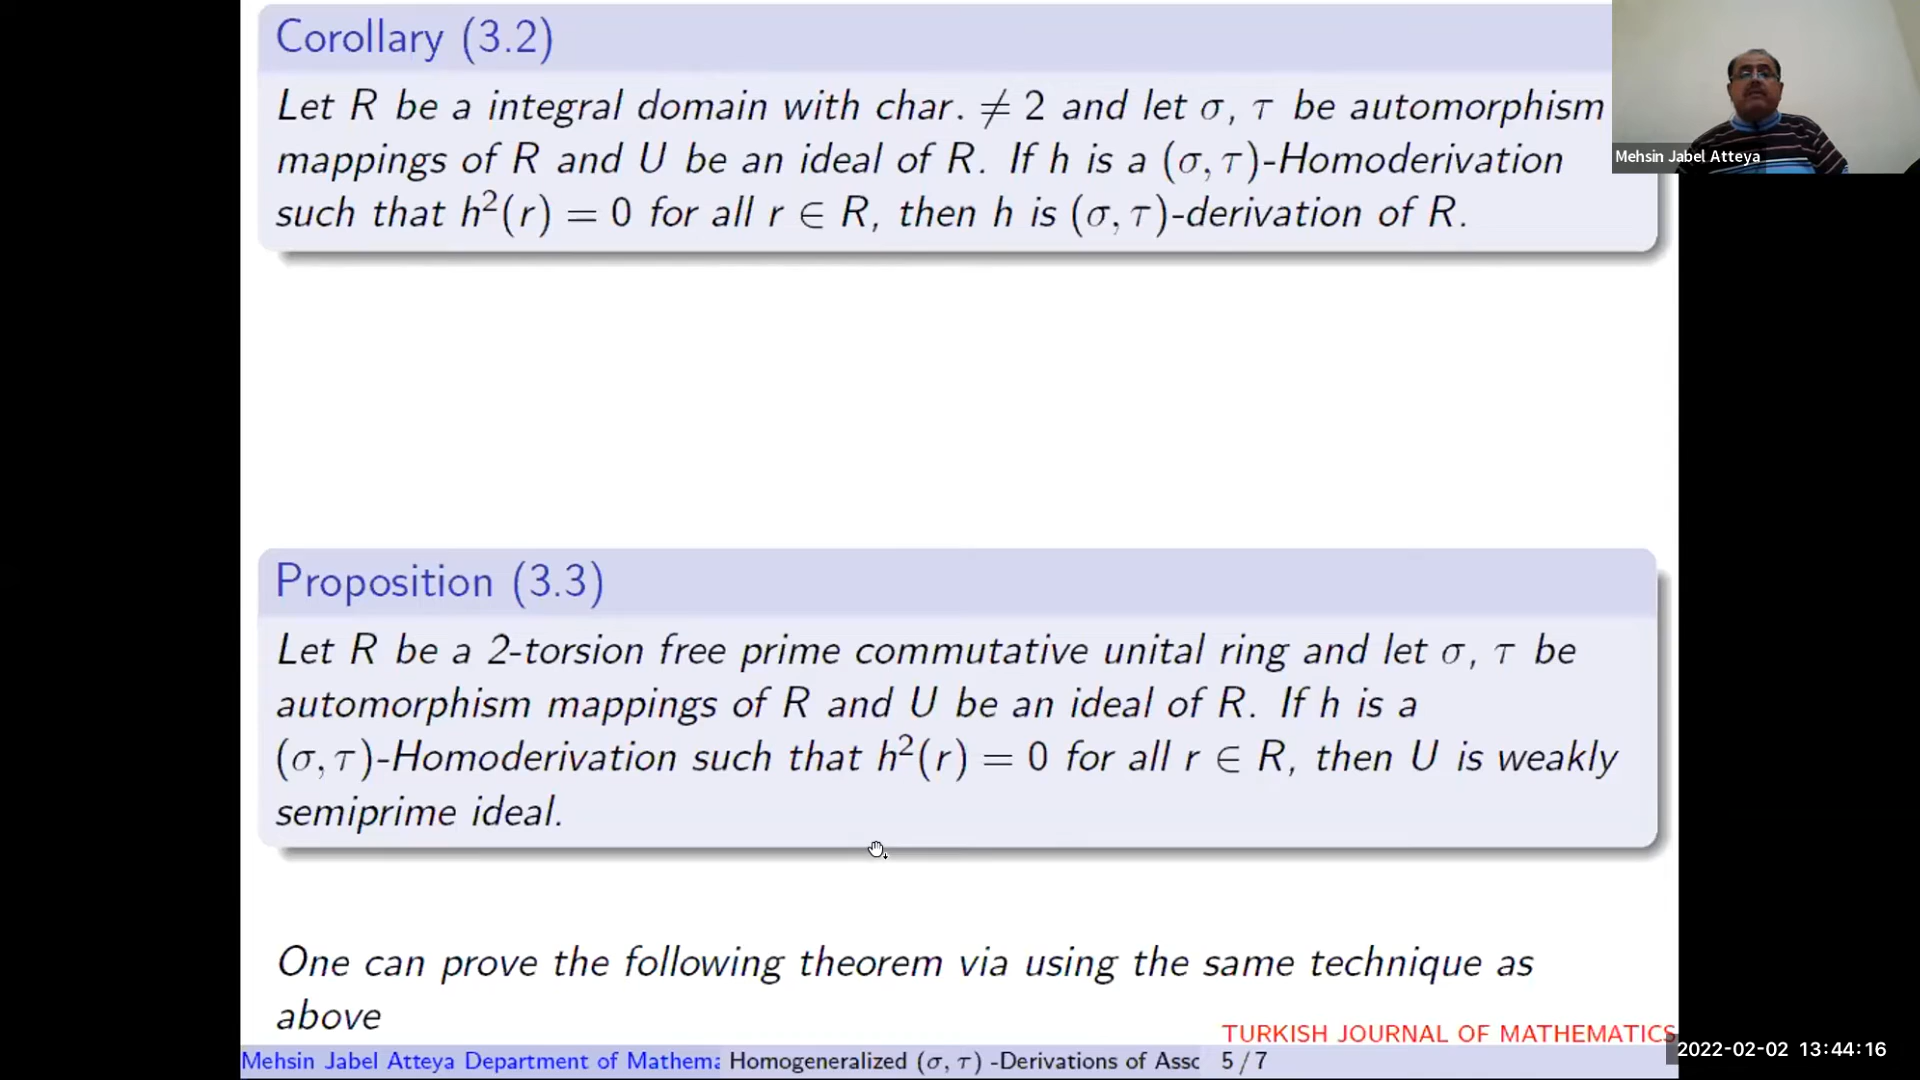 Corollary (3.2)
Let R be a integral domain with char. ≠ 2 and let σ, τ be automorphism
mappings of R and U be an ideal of R. If h is a (σ, τ)-Homoderivation
such that h²(r) = 0 for all r ∈ R, then h is (σ, τ)-derivation of R.
Mehsin Jabel Atteya
Proposition (3.3)
Let R be a 2-torsion free prime commutative unital ring and let σ, τ be
automorphism mappings of R and U be an ideal of R. If h is a
(σ, τ)-Homoderivation such that h²(r) = 0 for all r ∈ R, then U is weakly
semiprime ideal.
One can prove the following theorem via using the same technique as
above
TURKISH JOURNAL OF MATHEMATICS
2022-02-02 13:44:16
Mehsin Jabel Atteya Department of Mathema Homogeneralized (σ, τ) -Derivations of Assc 5 / 7